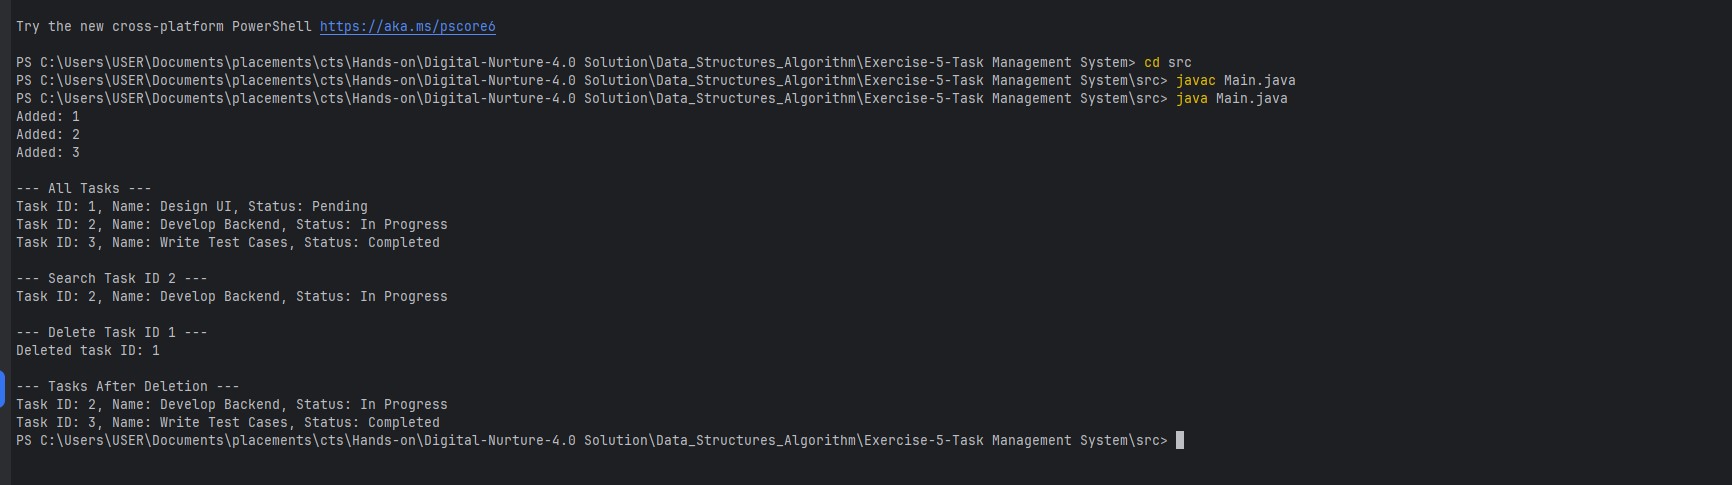 Try the new cross-platform PowerShell https://aka.ms/pscore6
PS C:\Users\USER\Documents\placements\cts\Hands-on\Digital-Nurture-4.0 Solution\Data_Structures_Algorithm\Exercise-5-Task Management System> cd src
PS C:\Users\USER\Documents\placements\cts\Hands-on\Digital-Nurture-4.0 Solution\Data_Structures_Algorithm\Exercise-5-Task Management System\src> javac Main.java
PS C:\Users\USER\Documents\placements\cts\Hands-on\Digital-Nurture-4.0 Solution\Data_Structures_Algorithm\Exercise-5-Task Management System\src> java Main.java
Added: 1
Added: 2
Added: 3
--- All Tasks ---
Task ID: 1, Name: Design UI, Status: Pending
Task ID: 2, Name: Develop Backend, Status: In Progress
Task ID: 3, Name: Write Test Cases, Status: Completed
--- Search Task ID 2 ---
Task ID: 2, Name: Develop Backend, Status: In Progress
--- Delete Task ID 1 ---
Deleted task ID: 1
--- Tasks After Deletion ---
Task ID: 2, Name: Develop Backend, Status: In Progress
Task ID: 3, Name: Write Test Cases, Status: Completed
PS C:\Users\USER\Documents\placements\cts\Hands-on\Digital-Nurture-4.0 Solution\Data_Structures_Algorithm\Exercise-5-Task Management System\src>